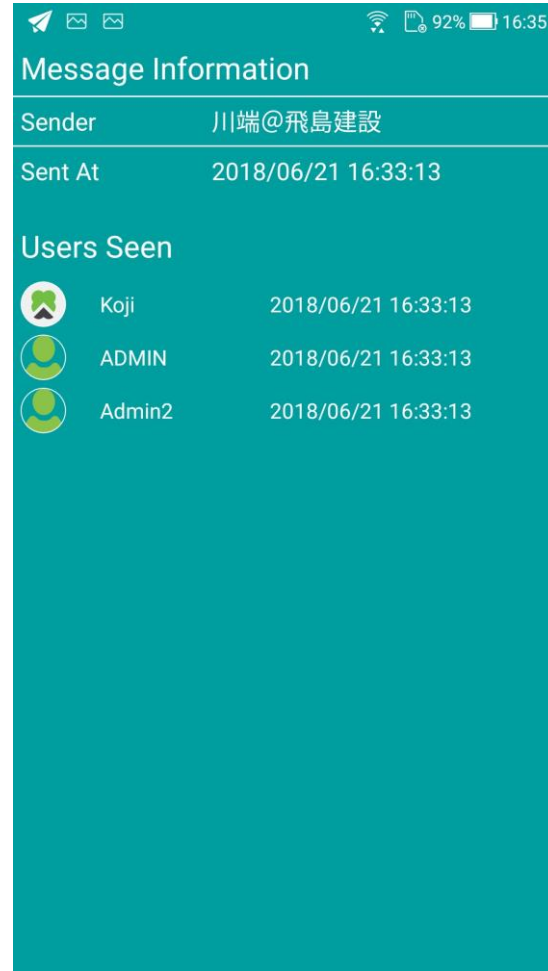 92% 16:35
Message Information
Sender 川端@飛島建設
Sent At 2018/06/21 16:33:13
Users Seen
Koji 2018/06/21 16:33:13
ADMIN 2018/06/21 16:33:13
Admin2 2018/06/21 16:33:13